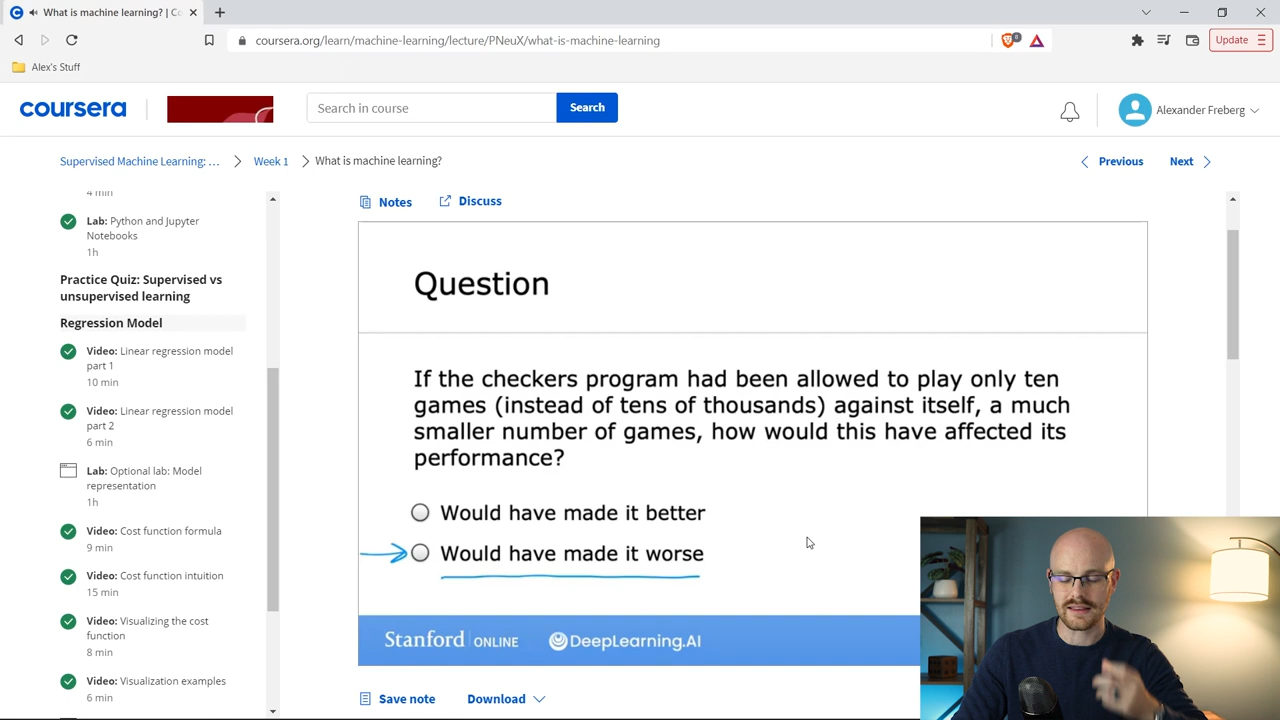 What is machine learning? | Co
coursera.org/learn/machine-learning/lecture/PNeuX/what-is-machine-learning
8
Update
Alex's Stuff
coursera
Search in course
Search
Alexander Freberg
Supervised Machine Learning: ...
Week 1
What is machine learning?
Previous
Next
4 min
Lab: Python and Jupyter
Notebooks
1h
Practice Quiz: Supervised vs
unsupervised learning
Regression Model
Video: Linear regression model
part 1
10 min
Video: Linear regression model
part 2
6 min
Lab: Optional lab: Model
representation
1h
Video: Cost function formula
9 min
Video: Cost function intuition
15 min
Video: Visualizing the cost
function
8 min
Video: Visualization examples
6 min
Notes
Discuss
Question
If the checkers program had been allowed to play only ten
games (instead of tens of thousands) against itself, a much
smaller number of games, how would this have affected its
performance?
Would have made it better
Would have made it worse
Stanford ONLINE
DeepLearning.AI
Save note
Download